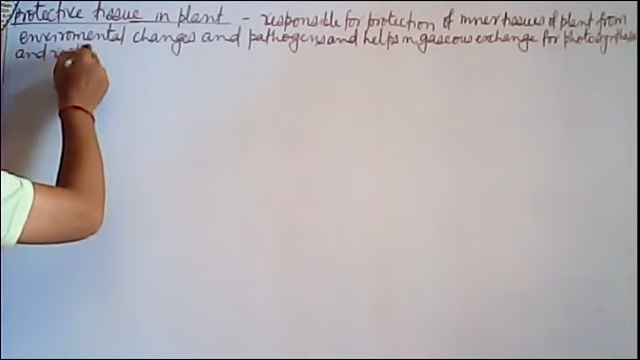 protective tissue in plant - responsible for protection of inner tissues of plant from
enviromental changes and pathogens and helps in gaseous exchange for photosynthesis
and